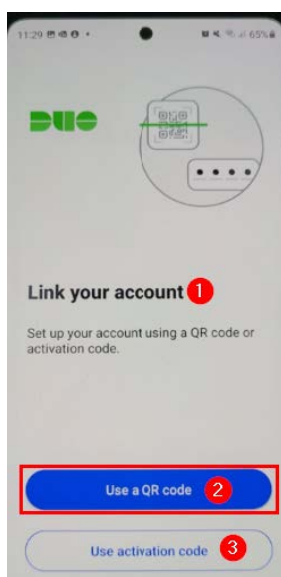 11:29
65%
DUO
Link your account 1
Set up your account using a QR code or
activation code.
Use a QR code 2
Use activation code 3